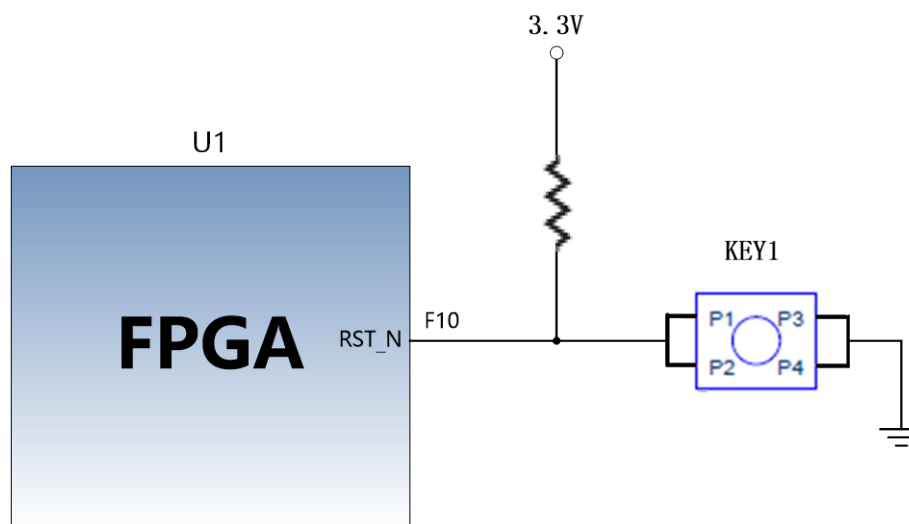 3.3V
U1
KEY1
F10
RST_N
FPGA
P1
P3
P2
P4